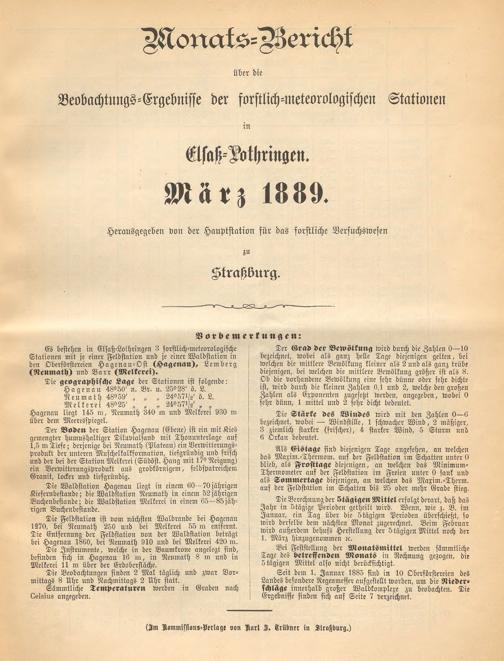 Monats-Bericht
über die
Beobachtungs-Ergebnisse der forstlich-meteorologischen Stationen
in
Elsaß-Lothringen.
März 1889.
Herausgegeben von der Hauptstation für das forstliche Versuchswesen
zu
Straßburg.
Vorbemerkungen:
Es bestehen in Elsaß-Lothringen 3 forstlich-meteorologische
Stationen mit je einer Feldstation und je einer Waldstation in
den Oberförstereien Hagenau-Ost (Hagenau), Lemberg
(Neumath) und Barr (Melkerei).
Die geographische Lage der Stationen ist folgende:
Hagenau 48°50' n. Br. u. 25°28' ö. L.
Neumath 48°59' „ „ „ 24°57½' ö. L.
Melkerei 48°25' „ „ „ 24°57½' ö. L.
Hagenau liegt 145 m, Neumath 340 m und Melkerei 930 m
über dem Meeresspiegel.
Der Boden der Station Hagenau (Ebene) ist ein mit Kies
gemengter humushaltiger Diluvialsand mit Thonunterlage auf
1,5 m Tiefe; derjenige bei Neumath (Plateau) ein Verwitterungs-
produkt der unteren Muschelkalkformation, tiefgründig und frisch
und der bei der Station Melkerei (Südöstl. Hang mit 17° Neigung)
ein Verwitterungsprodukt aus grobkörnigem, feldspatreichem
Granit, locker und tiefgründig.
Die Waldstation Hagenau liegt in einem 60—70jährigen
Kiefernbestande; die Waldstation Neumath in einem 52jährigen
Buchenbestande; die Waldstation Melkerei in einem 65—85jähri-
gen Buchenbestande.
Die Feldstation ist vom nächsten Waldrande bei Hagenau
1270, bei Neumath 250 und bei Melkerei 55 m entfernt.
Die Entfernung der Feldstation von der Waldstation beträgt
bei Hagenau 1860, bei Neumath 910 und bei Melkerei 420 m.
Die Instrumente, welche in der Baumkrone angelegt sind,
befinden sich in Hagenau 10 m, in Neumath 8 m und in
Melkerei 11 m über der Erdoberfläche.
Die Beobachtungen finden 2 Mal täglich und zwar Vor-
mittags 8 Uhr und Nachmittags 2 Uhr statt.
Sämmtliche Temperaturen werden in Graden nach
Celsius angegeben.
Der Grad der Bewölkung wird durch die Zahlen 0—10
bezeichnet, wobei als ganz helle Tage diejenigen gelten, bei
welchen die mittlere Bewölkung kleiner als 2 und als ganz trübe
diejenigen, bei welchen die mittlere Bewölkung größer ist als 8.
Ob die vorhandene Bewölkung eine sehr dünne oder sehr dichte
ist, wird durch die kleinen Zahlen 0,1 und 2, welche den großen
Zahlen als Exponenten zugefügt werden, angegeben, wobei 0
sehr dünn, 1 mittel und 2 sehr dicht bedeutet.
Die Stärke des Windes wird mit den Zahlen 0—6
bezeichnet, wobei — Windstille, 1 schwacher Wind, 2 mäßiger,
3 ziemlich starker (frischer), 4 starker Wind, 5 Sturm und
6 Orkan bedeutet.
Als Eistage sind diejenigen Tage angesehen, an welchen
das Maxim.-Thermom. auf der Feldstation im Freien unter 0
blieb, als Frosttage diejenigen, an welchen das Minimum-
Thermometer auf der Feldstation im Freien unter 0 sank und
als Sommertage diejenigen, an welchen das Maxim.-Therm.
auf der Feldstation im Schatten 25 oder mehr Grade stieg.
Die Berechnung der 5tägigen Mittel erfolgt derart, daß das
Jahr in 5tägige Perioden getheilt wird. Wenn, wie z. B. im
Januar, ein Tag über die 5tägigen Perioden überschießt, so
wird derselbe dem nächsten Monat zugerechnet. Beim Februar
wird außerdem behufs Herstellung des 5tägigen Mittels noch der
1. März hinzugenommen ꝛc.
Bei Feststellung der Monatsmittel werden sämmtliche
Tage des betreffenden Monats in Rechnung gezogen, die
5tägigen Mittel also nicht berücksichtigt.
Seit dem 1. Januar 1885 sind in 10 Oberförstereien des
Landes besondere Regenmesser aufgestellt worden, um die Nieder-
schläge innerhalb großer Waldkomplexe zu beobachten. Die
Ergebnisse finden sich auf Seite 7 verzeichnet.
(Im Kommissions-Verlage von Karl J. Trübner in Straßburg.)